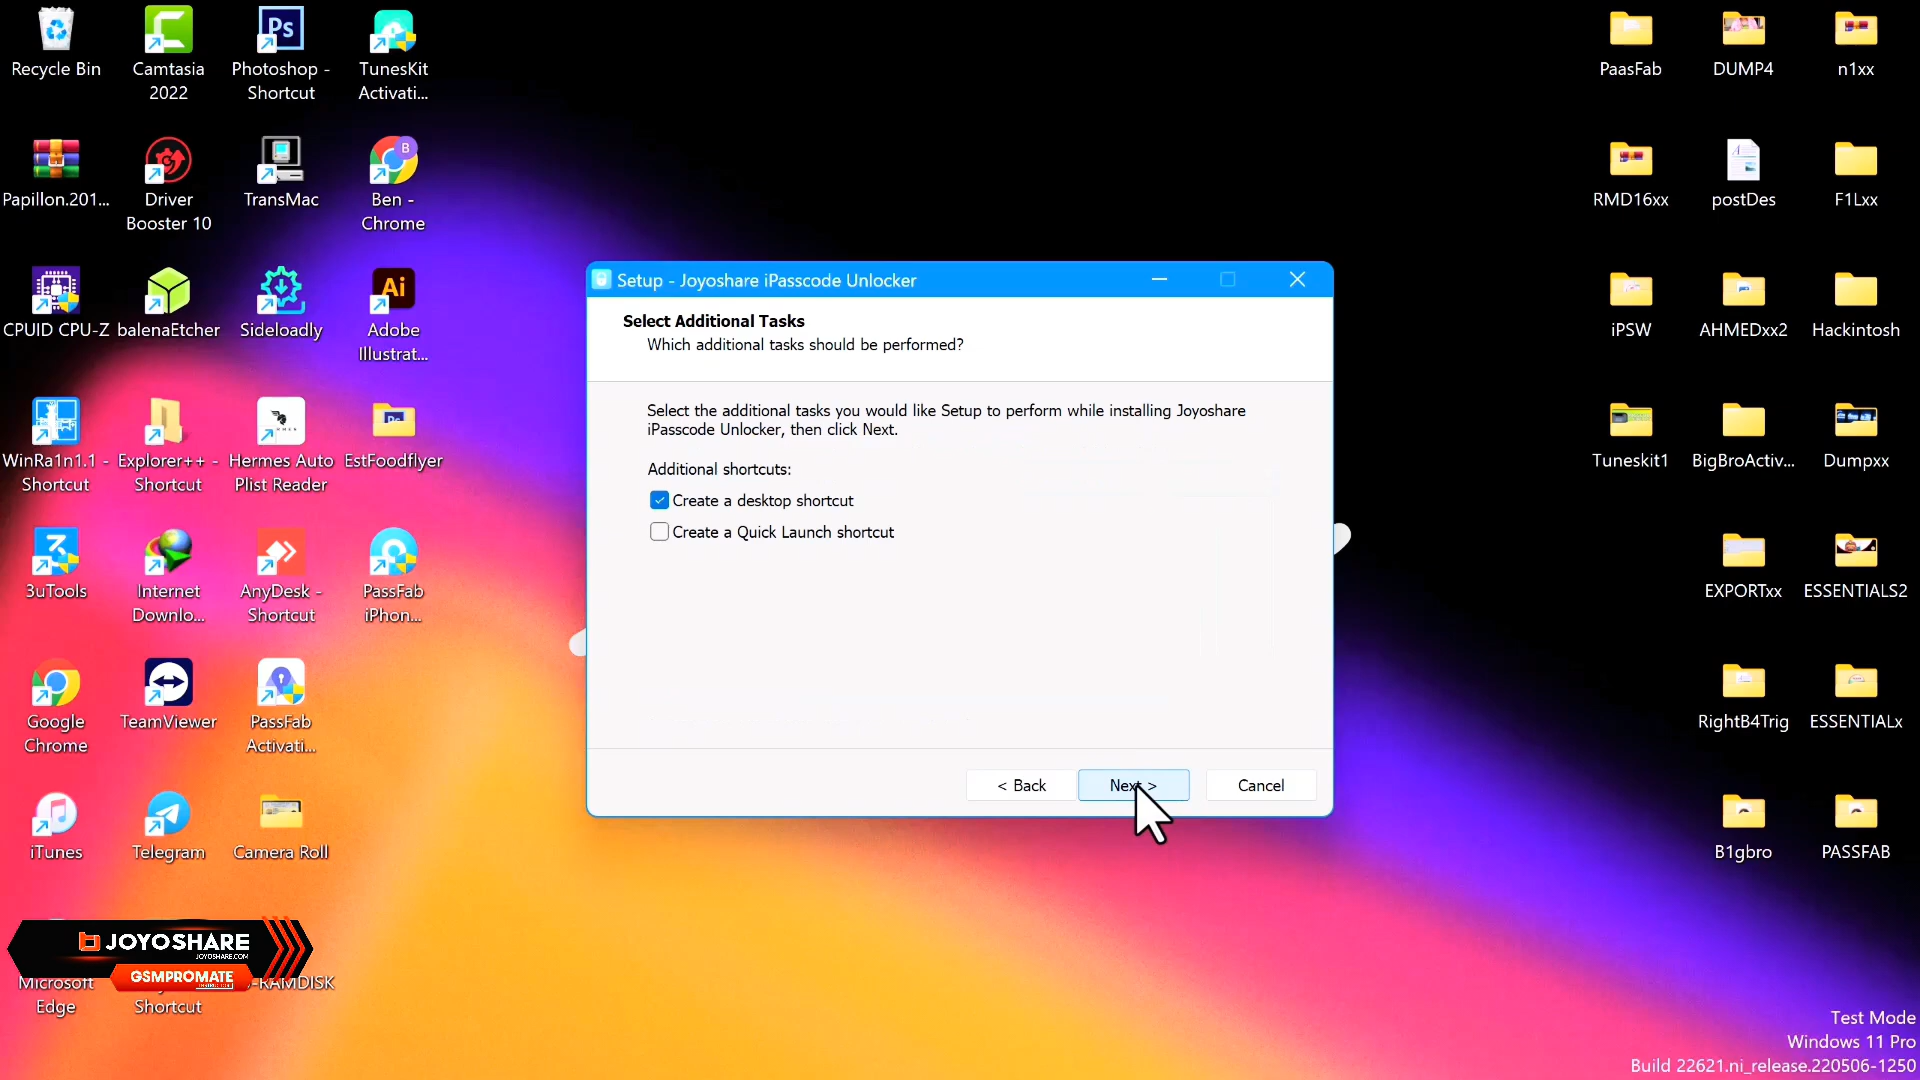 Recycle Bin
Camtasia
2022
Photoshop -
Shortcut
TunesKit
Activati...
Papillon.201...
Driver
Booster 10
TransMac
Ben -
Chrome
CPUID CPU-Z
balenaEtcher
Sideloadly
Adobe
Illustrat...
WinRa1n1.1 -
Shortcut
Explorer++ -
Shortcut
Hermes Auto
Plist Reader
EstFoodflyer
3uTools
Internet
Downlo...
AnyDesk -
Shortcut
PassFab
iPhon...
Google
Chrome
TeamViewer
PassFab
Activati...
iTunes
Telegram
Camera Roll
JOYOSHARE
JOYOSHARE.COM
GSMPROMATE
Microsoft
Edge
Shortcut
-RAMDISK
Setup - Joyoshare iPasscode Unlocker
Select Additional Tasks
Which additional tasks should be performed?
Select the additional tasks you would like Setup to perform while installing Joyoshare
iPasscode Unlocker, then click Next.
Additional shortcuts:
Create a desktop shortcut
Create a Quick Launch shortcut
< Back
Next >
Cancel
PaasFab
DUMP4
n1xx
RMD16xx
postDes
F1Lxx
iPSW
AHMEDxx2
Hackintosh
Tuneskit1
BigBroActiv...
Dumpxx
EXPORTxx
ESSENTIALS2
RightB4Trig
ESSENTIALx
B1gbro
PASSFAB
Test Mode
Windows 11 Pro
Build 22621.ni_release.220506-1250